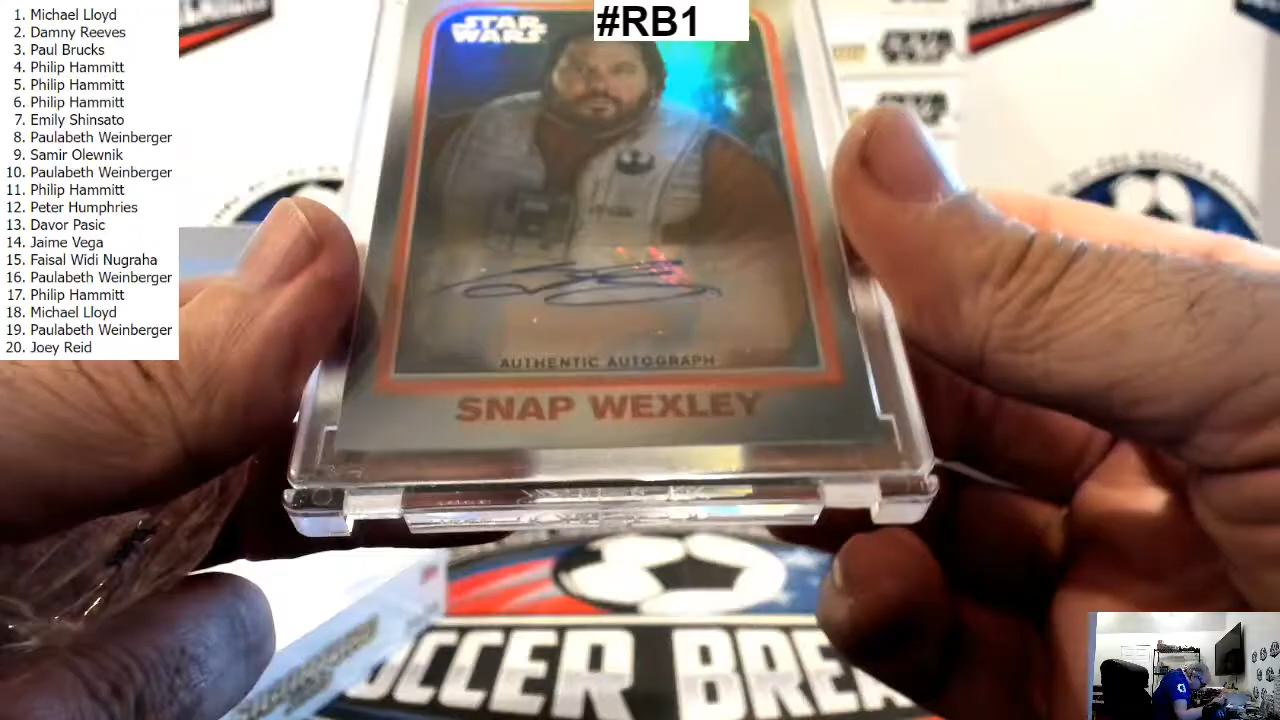 1. Michael Lloyd
2. Danny Reeves
3. Paul Brucks
4. Philip Hammitt
5. Philip Hammitt
6. Philip Hammitt
7. Emily Shinsato
8. Paulabeth Weinberger
9. Samir Olewnik
10. Paulabeth Weinberger
11. Philip Hammitt
12. Peter Humphries
13. Davor Pasic
14. Jaime Vega
15. Faisal Widi Nugraha
16. Paulabeth Weinberger
17. Philip Hammitt
18. Michael Lloyd
19. Paulabeth Weinberger
20. Joey Reid
#RB1
STAR
WARS
AUTHENTIC AUTOGRAPH
SNAP WEXLEY
OCCER BREA